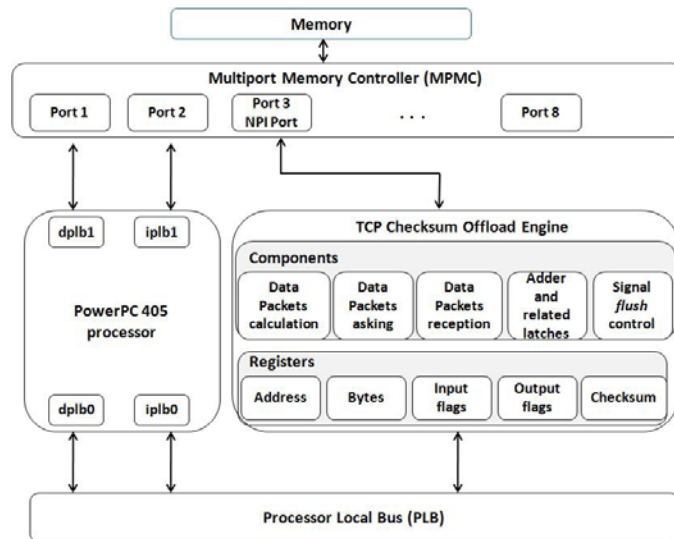 Memory
Multiport Memory Controller (MPMC)
Port 1
Port 2
Port 3
NPI Port
. . .
Port 8
dplb1
iplb1
PowerPC 405
processor
dplb0
iplb0
TCP Checksum Offload Engine
Components
Data
Packets
calculation
Data
Packets
asking
Data
Packets
reception
Adder
and
related
latches
Signal
flush
control
Registers
Address
Bytes
Input
flags
Output
flags
Checksum
Processor Local Bus (PLB)